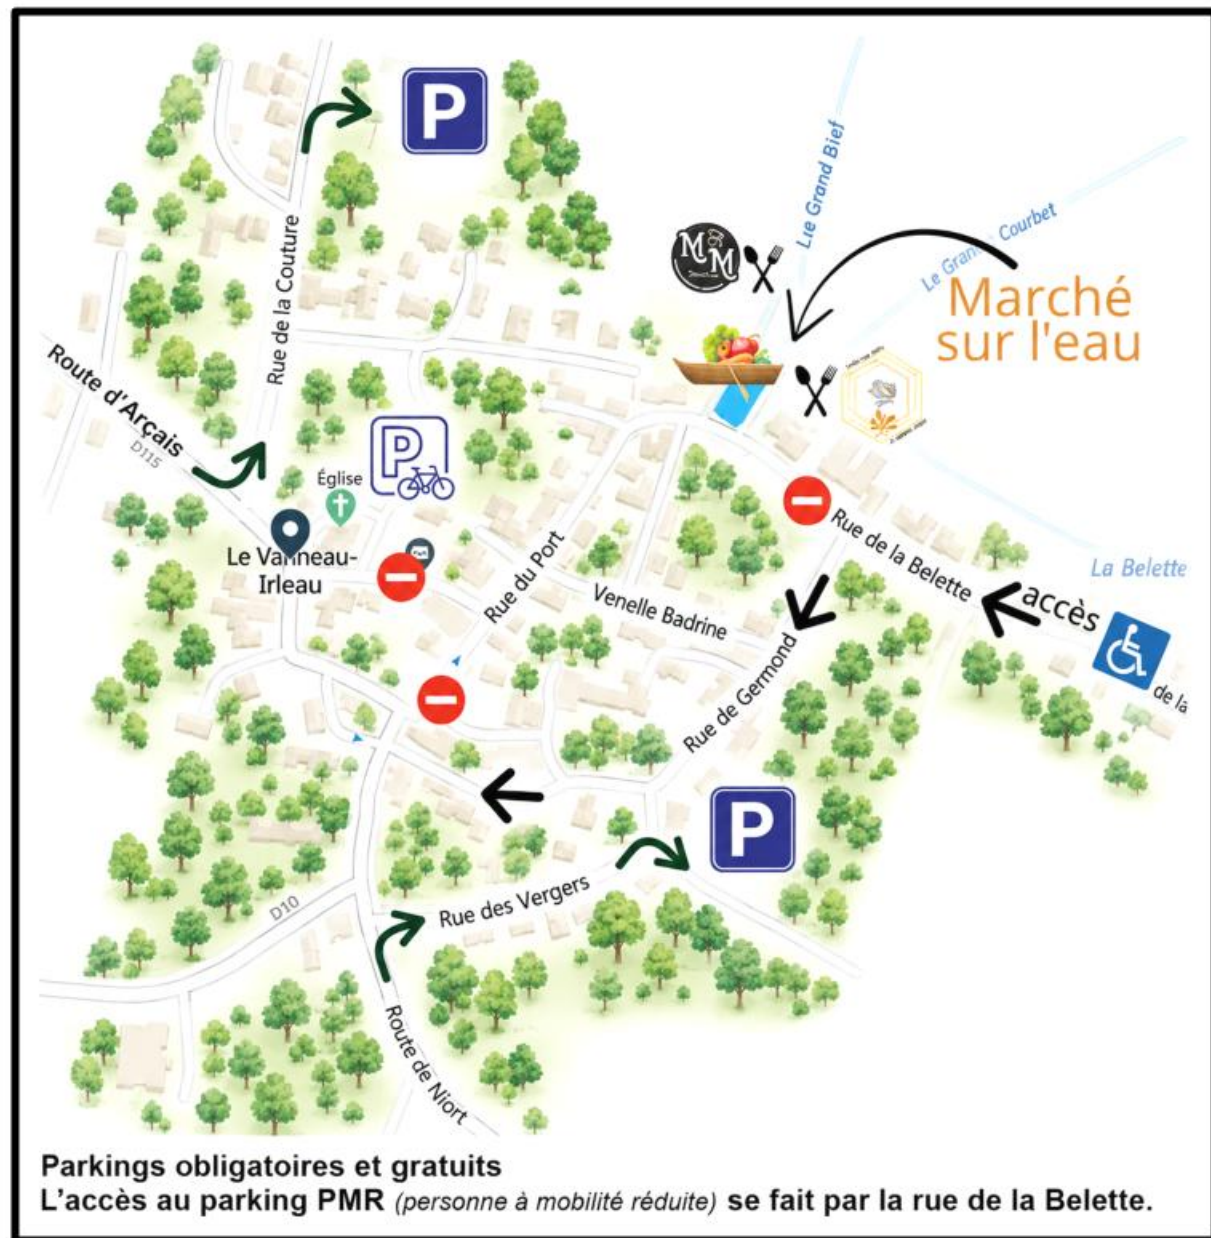 P
Lie Grand Bief
Le Grand Courbet
M
M
Marché
sur l'eau
Rue de la Couture
Route d'Arçais
D115
P
Église
Le Vanneau-
Irleau
Rue du Port
Venelle Badrine
Rue de la Belette
La Belette
accès
de la
Rue de Germond
P
Rue des Vergers
D10
Route de Niort
Parkings obligatoires et gratuits
L'accès au parking PMR (personne à mobilité réduite) se fait par la rue de la Belette.